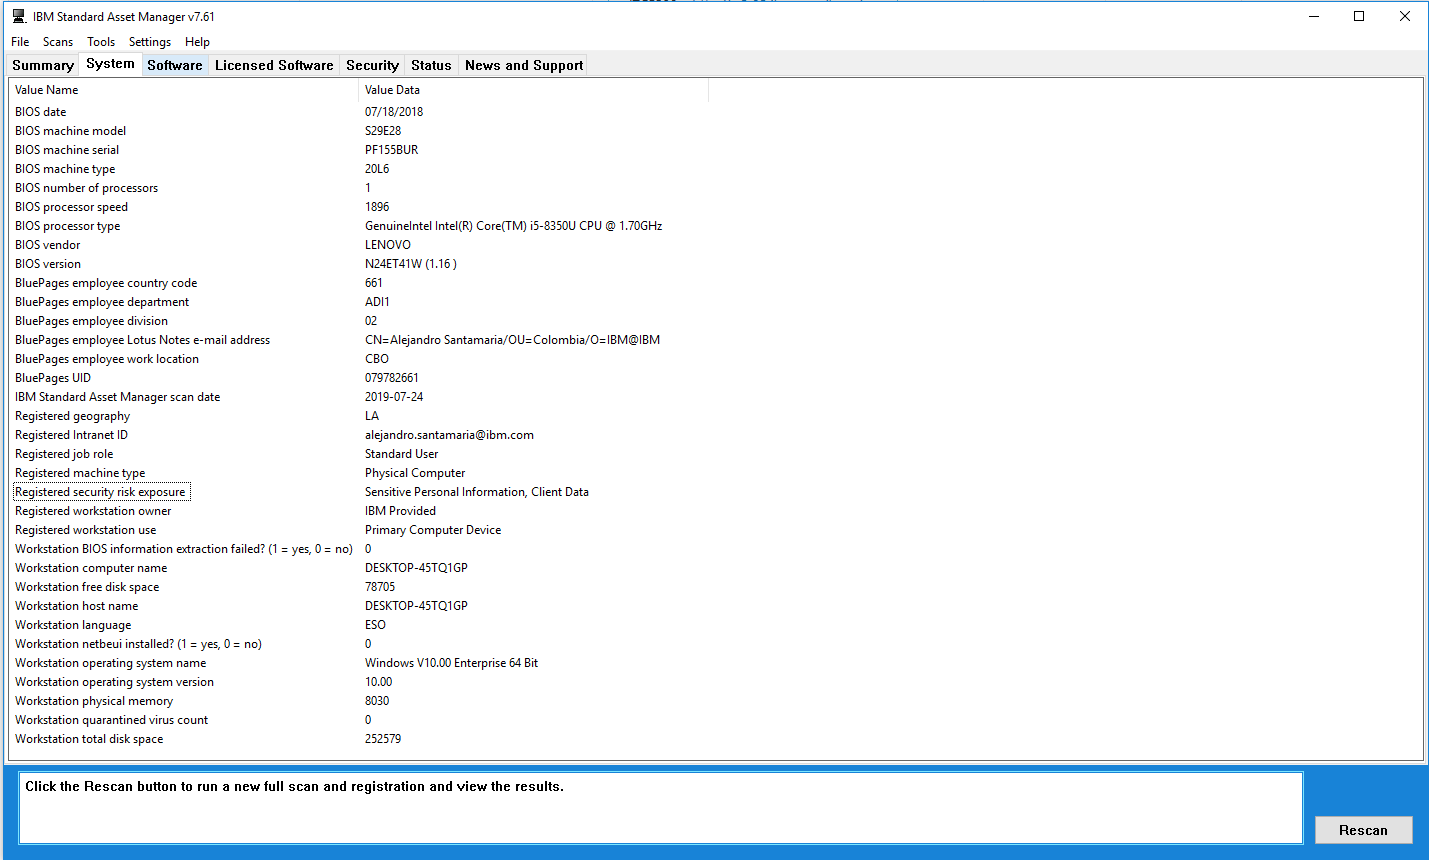 IBM Standard Asset Manager v7.61
File Scans Tools Settings Help
Summary System Software Licensed Software Security Status News and Support
Value Name Value Data
BIOS date 07/18/2018
BIOS machine model S29E28
BIOS machine serial PF155BUR
BIOS machine type 20L6
BIOS number of processors 1
BIOS processor speed 1896
BIOS processor type GenuineIntel Intel(R) Core(TM) i5-8350U CPU @ 1.70GHz
BIOS vendor LENOVO
BIOS version N24ET41W (1.16 )
BluePages employee country code 661
BluePages employee department ADI1
BluePages employee division 02
BluePages employee Lotus Notes e-mail address CN=Alejandro Santamaria/OU=Colombia/O=IBM@IBM
BluePages employee work location CBO
BluePages UID 079782661
IBM Standard Asset Manager scan date 2019-07-24
Registered geography LA
Registered Intranet ID alejandro.santamaria@ibm.com
Registered job role Standard User
Registered machine type Physical Computer
Registered security risk exposure Sensitive Personal Information, Client Data
Registered workstation owner IBM Provided
Registered workstation use Primary Computer Device
Workstation BIOS information extraction failed? (1 = yes, 0 = no) 0
Workstation computer name DESKTOP-45TQ1GP
Workstation free disk space 78705
Workstation host name DESKTOP-45TQ1GP
Workstation language ESO
Workstation netbeui installed? (1 = yes, 0 = no) 0
Workstation operating system name Windows V10.00 Enterprise 64 Bit
Workstation operating system version 10.00
Workstation physical memory 8030
Workstation quarantined virus count 0
Workstation total disk space 252579
Click the Rescan button to run a new full scan and registration and view the results.
Rescan